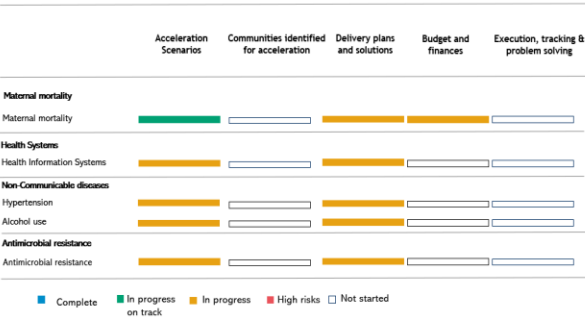 Acceleration Scenarios
Communities identified for acceleration
Delivery plans and solutions
Budget and finances
Execution, tracking & problem solving
Maternal mortality
Maternal mortality
Health Systems
Health Information Systems
Non-Communicable diseases
Hypertension
Alcohol use
Antimicrobial resistance
Antimicrobial resistance
Complete
In progress on track
In progress
High risks
Not started